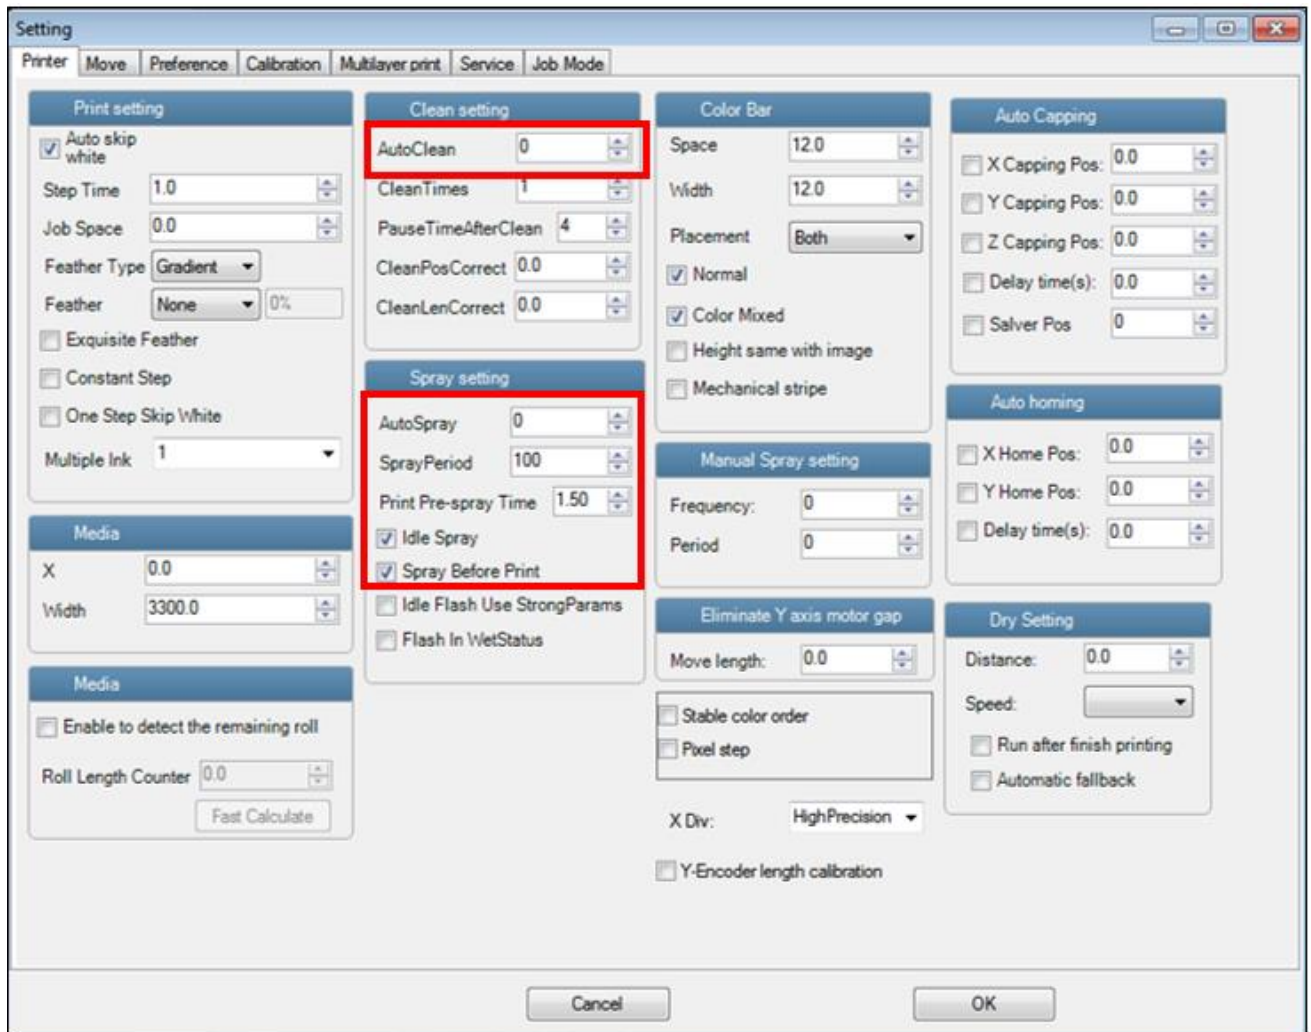 Setting
Printer Move Preference Calibration Multilayer print Service Job Mode
Print setting
Auto skip
white
Step Time 1.0
Job Space 0.0
Feather Type Gradient
Feather None 0%
Exquisite Feather
Constant Step
One Step Skip White
Multiple Ink 1
Media
X 0.0
Width 3300.0
Media
Enable to detect the remaining roll
Roll Length Counter 0.0
Fast Calculate
Clean setting
AutoClean 0
CleanTimes 1
PauseTimeAfterClean 4
CleanPosCorrect 0.0
CleanLenCorrect 0.0
Spray setting
AutoSpray 0
SprayPeriod 100
Print Pre-spray Time 1.50
Idle Spray
Spray Before Print
Idle Flash Use StrongParams
Flash In WetStatus
Color Bar
Space 12.0
Width 12.0
Placement Both
Normal
Color Mixed
Height same with image
Mechanical stripe
Manual Spray setting
Frequency: 0
Period 0
Eliminate Y axis motor gap
Move length: 0.0
Stable color order
Pixel step
X Div: HighPrecision
Y-Encoder length calibration
Auto Capping
X Capping Pos: 0.0
Y Capping Pos: 0.0
Z Capping Pos: 0.0
Delay time(s): 0.0
Salver Pos 0
Auto homing
X Home Pos: 0.0
Y Home Pos: 0.0
Delay time(s): 0.0
Dry Setting
Distance: 0.0
Speed:
Run after finish printing
Automatic fallback
Cancel OK